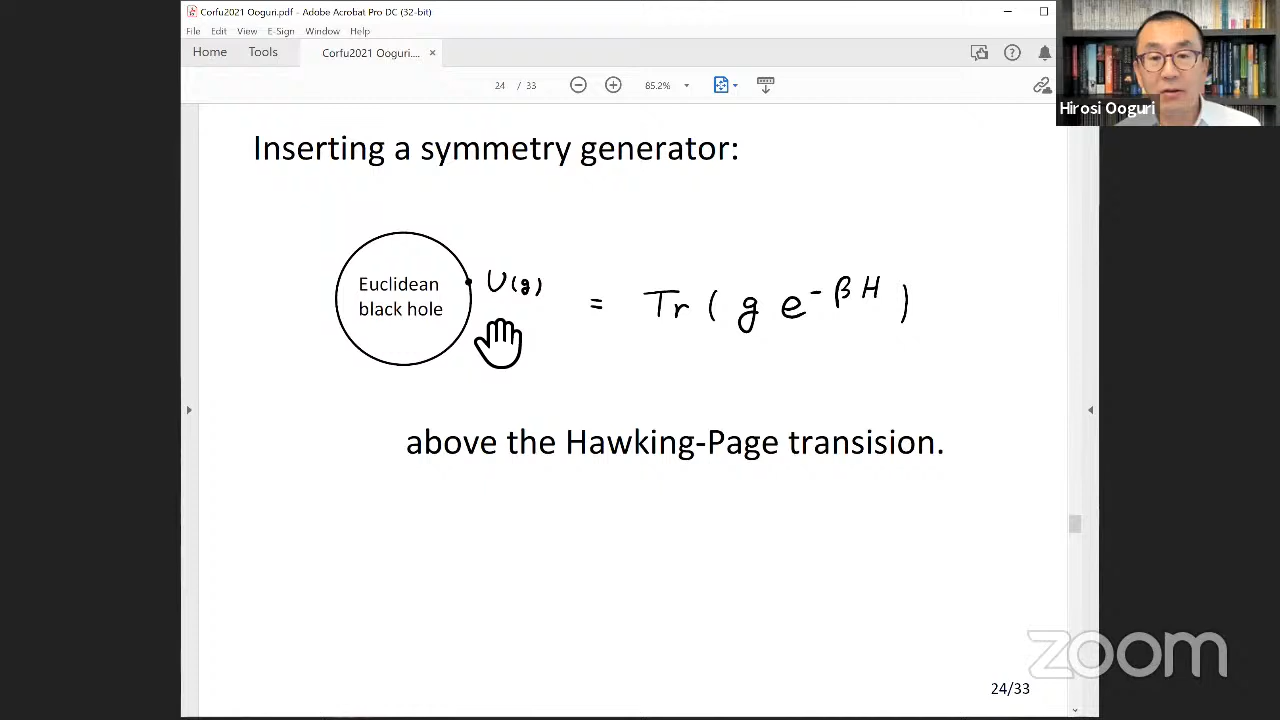 Corfu2021 Ooguri.pdf - Adobe Acrobat Pro DC (32-bit)
File Edit View E-Sign Window Help
Home Tools Corfu2021 Ooguri.... ×
24 / 33 85.2%
Hirosi Ooguri
Inserting a symmetry generator:
Euclidean
black hole
U(g) = Tr ( g e^{-βH} )
above the Hawking-Page transision.
zoom
24/33